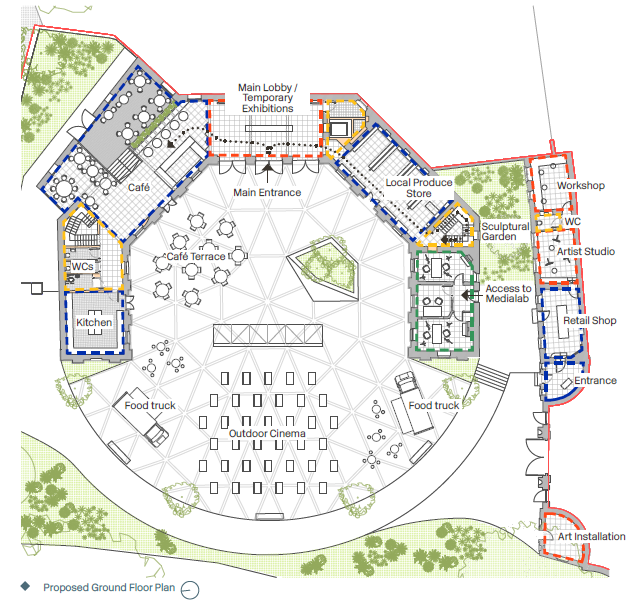 Main Lobby /
Temporary
Exhibitions
Café
Main Entrance
Local Produce
Store
Workshop
WC
Sculptural
Garden
Artist Studio
Café Terrace
WCs
Access to
Medialab
Kitchen
Retail Shop
Entrance
Food truck
Food truck
Outdoor Cinema
Art Installation
Proposed Ground Floor Plan